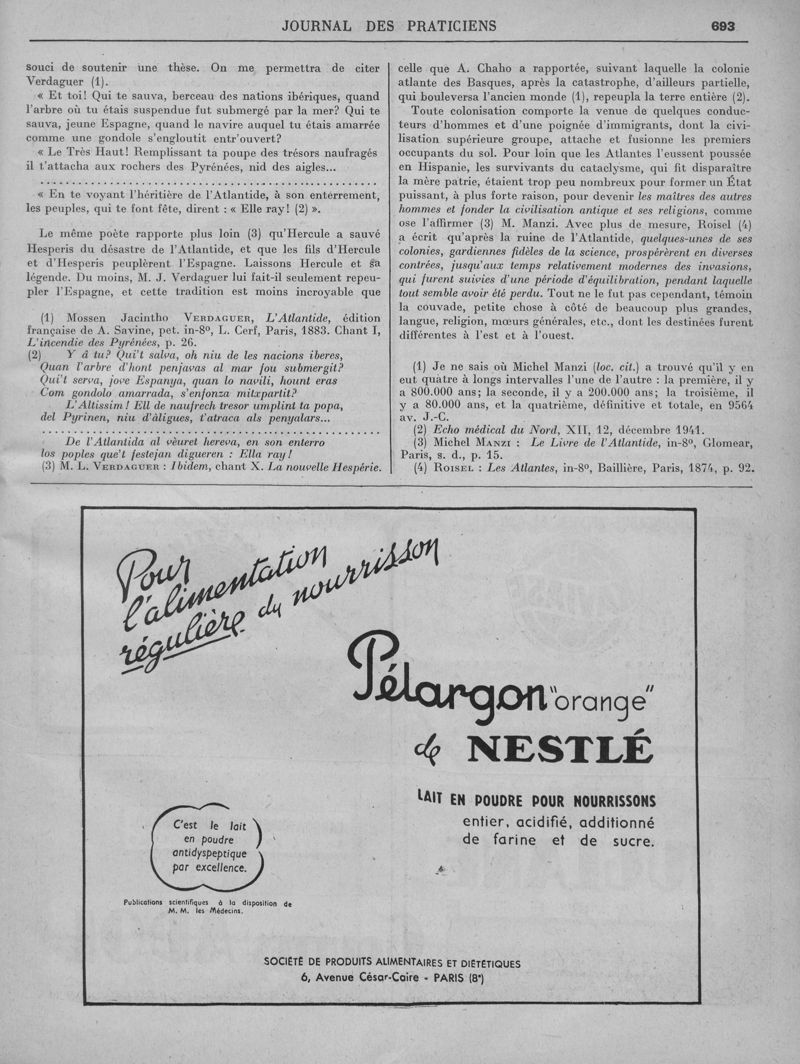 JOURNAL DES PRATICIENS 693
souci de soutenir une thèse. On me permettra de citer
Verdaguer (1).
« Et toi! Qui te sauva, berceau des nations ibériques, quand
l'arbre où tu étais suspendue fut submergé par la mer? Qui te
sauva, jeune Espagne, quand le navire auquel tu étais amarrée
comme une gondole s'engloutit entr'ouvert?
« Le Très Haut! Remplissant ta poupe des trésors naufragés
il t'attacha aux rochers des Pyrénées, nid des aigles...
« En te voyant l'héritière de l'Atlantide, à son enterrement,
les peuples, qui te font fête, dirent : « Elle ray! (2) ».
Le même poète rapporte plus loin (3) qu'Hercule a sauvé
Hesperis du désastre de l'Atlantide, et que les fils d'Hercule
et d'Hesperis peuplèrent l'Espagne. Laissons Hercule et sa
légende. Du moins, M. J. Verdaguer lui fait-il seulement repeu-
pler l'Espagne, et cette tradition est moins incroyable que
(1) Mossen Jacintho VERDAGUER, L'Atlantide, édition
française de A. Savine, pet. in-8º, L. Cerf, Paris, 1883. Chant I,
L'incendie des Pyrénées, p. 26.
(2) Y á tu? Qui't salva, oh niu de les nacions iberes,
Quan l'arbre d'hont penjavas al mar fou submergit?
Qui't serva, jove Espanya, quan lo navili, hount eras
Com gondolo amarrada, s'enfonza mitxpartit?
L'Altissim! Ell de naufrech tresor umplint ta popa,
del Pyrinen, niu d'àligues, t'atraca als penyalars...
De l'Atlantida al vèuret hereva, en son enterro
los poples que't festejan digueren : Ella ray!
(3) M. L. VERDAGUER : Ibidem, chant X. La nouvelle Hespérie.
celle que A. Chaho a rapportée, suivant laquelle la colonie
atlante des Basques, après la catastrophe, d'ailleurs partielle,
qui bouleversa l'ancien monde (1), repeupla la terre entière (2).
Toute colonisation comporte la venue de quelques conduc-
teurs d'hommes et d'une poignée d'immigrants, dont la civi-
lisation supérieure groupe, attache et fusionne les premiers
occupants du sol. Pour loin que les Atlantes l'eussent poussée
en Hispanie, les survivants du cataclysme, qui fit disparaître
la mère patrie, étaient trop peu nombreux pour former un État
puissant, à plus forte raison, pour devenir les maîtres des autres
hommes et fonder la civilisation antique et ses religions, comme
ose l'affirmer (3) M. Manzi. Avec plus de mesure, Roisel (4)
a écrit qu'après la ruine de l'Atlantide, quelques-unes de ses
colonies, gardiennes fidèles de la science, prospérèrent en diverses
contrées, jusqu'aux temps relativement modernes des invasions,
qui furent suivies d'une période d'équilibration, pendant laquelle
tout semble avoir été perdu. Tout ne le fut pas cependant, témoin
la couvade, petite chose à côté de beaucoup plus grandes,
langue, religion, mœurs générales, etc., dont les destinées furent
différentes à l'est et à l'ouest.
(1) Je ne sais où Michel Manzi (loc. cit.) a trouvé qu'il y en
eut quatre à longs intervalles l'une de l'autre : la première, il y
a 800.000 ans; la seconde, il y a 200.000 ans; la troisième, il
y a 80.000 ans, et la quatrième, définitive et totale, en 9564
av. J.-C.
(2) Echo médical du Nord, XII, 12, décembre 1941.
(3) Michel MANZI : Le Livre de l'Atlantide, in-8º, Glomear,
Paris, s. d., p. 15.
(4) ROISEL : Les Atlantes, in-8º, Baillière, Paris, 1874, p. 92.
Pour
l'alimentation
régulière du nourrisson
Pélargon "orange"
de NESTLÉ
LAIT EN POUDRE POUR NOURRISSONS
entier, acidifié, additionné
de farine et de sucre.
C'est le lait
en poudre
antidyspeptique
par excellence.
Publications scientifiques à la disposition de
M. M. les Médecins.
SOCIÉTÉ DE PRODUITS ALIMENTAIRES ET DIÉTÉTIQUES
6, Avenue César-Caire - PARIS (8e)